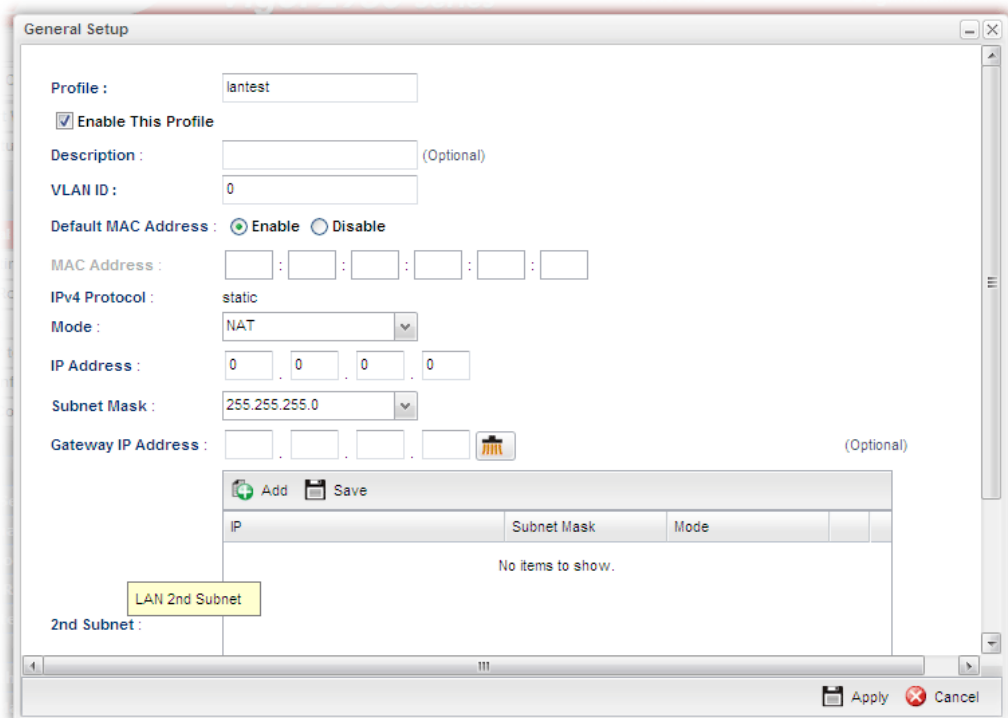 General Setup
Profile : lantest
Enable This Profile
Description : (Optional)
VLAN ID : 0
Default MAC Address : Enable Disable
MAC Address : : : : : :
IPv4 Protocol : static
Mode : NAT
IP Address : 0 . 0 . 0 . 0
Subnet Mask : 255.255.255.0
Gateway IP Address : . . . (Optional)
Add Save
IP Subnet Mask Mode
No items to show.
LAN 2nd Subnet
2nd Subnet :
Apply Cancel